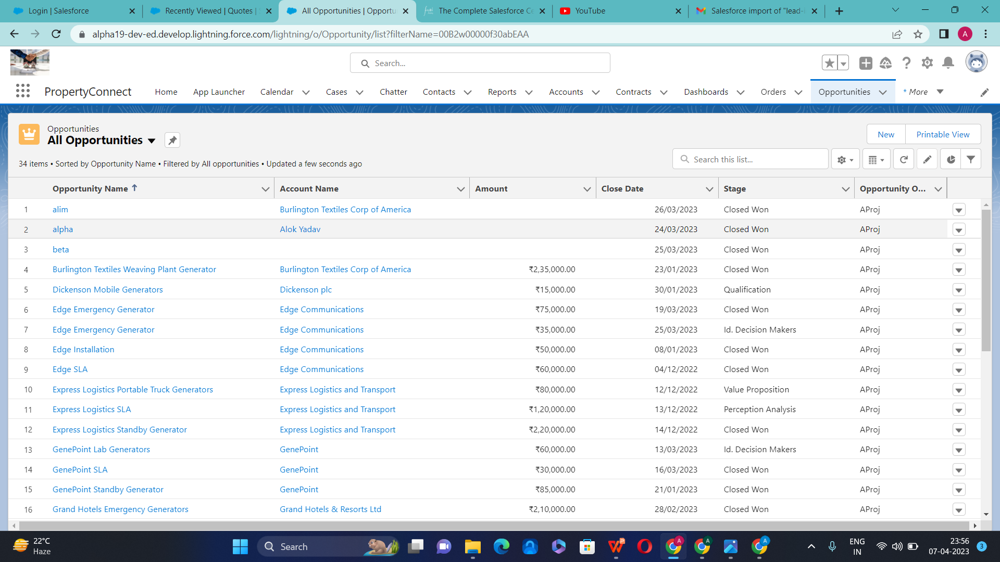 Login | Salesforce
Recently Viewed | Quotes |
All Opportunities | Opportu
The Complete Salesforce Ce
YouTube
Salesforce import of "lead-i
alpha19-dev-ed.develop.lightning.force.com/lightning/o/Opportunity/list?filterName=00B2w00000f30abEAA
A
Search...
PropertyConnect
Home
App Launcher
Calendar
Cases
Chatter
Contacts
Reports
Accounts
Contracts
Dashboards
Orders
Opportunities
* More
Opportunities
All Opportunities
New
Printable View
34 items • Sorted by Opportunity Name • Filtered by All opportunities • Updated a few seconds ago
Search this list...
Opportunity Name ↑ Account Name Amount Close Date Stage Opportunity O...
1 alim Burlington Textiles Corp of America 26/03/2023 Closed Won AProj
2 alpha Alok Yadav 24/03/2023 Closed Won AProj
3 beta 25/03/2023 Closed Won AProj
4 Burlington Textiles Weaving Plant Generator Burlington Textiles Corp of America ₹2,35,000.00 23/01/2023 Closed Won AProj
5 Dickenson Mobile Generators Dickenson plc ₹15,000.00 30/01/2023 Qualification AProj
6 Edge Emergency Generator Edge Communications ₹75,000.00 19/03/2023 Closed Won AProj
7 Edge Emergency Generator Edge Communications ₹35,000.00 25/03/2023 Id. Decision Makers AProj
8 Edge Installation Edge Communications ₹50,000.00 08/01/2023 Closed Won AProj
9 Edge SLA Edge Communications ₹60,000.00 04/12/2022 Closed Won AProj
10 Express Logistics Portable Truck Generators Express Logistics and Transport ₹80,000.00 12/12/2022 Value Proposition AProj
11 Express Logistics SLA Express Logistics and Transport ₹1,20,000.00 13/12/2022 Perception Analysis AProj
12 Express Logistics Standby Generator Express Logistics and Transport ₹2,20,000.00 14/12/2022 Closed Won AProj
13 GenePoint Lab Generators GenePoint ₹60,000.00 13/03/2023 Id. Decision Makers AProj
14 GenePoint SLA GenePoint ₹30,000.00 16/03/2023 Closed Won AProj
15 GenePoint Standby Generator GenePoint ₹85,000.00 21/01/2023 Closed Won AProj
16 Grand Hotels Emergency Generators Grand Hotels & Resorts Ltd ₹2,10,000.00 28/02/2023 Closed Won AProj
22°C
Haze
Search
A
A
A
ENG
IN
23:56
07-04-2023
3